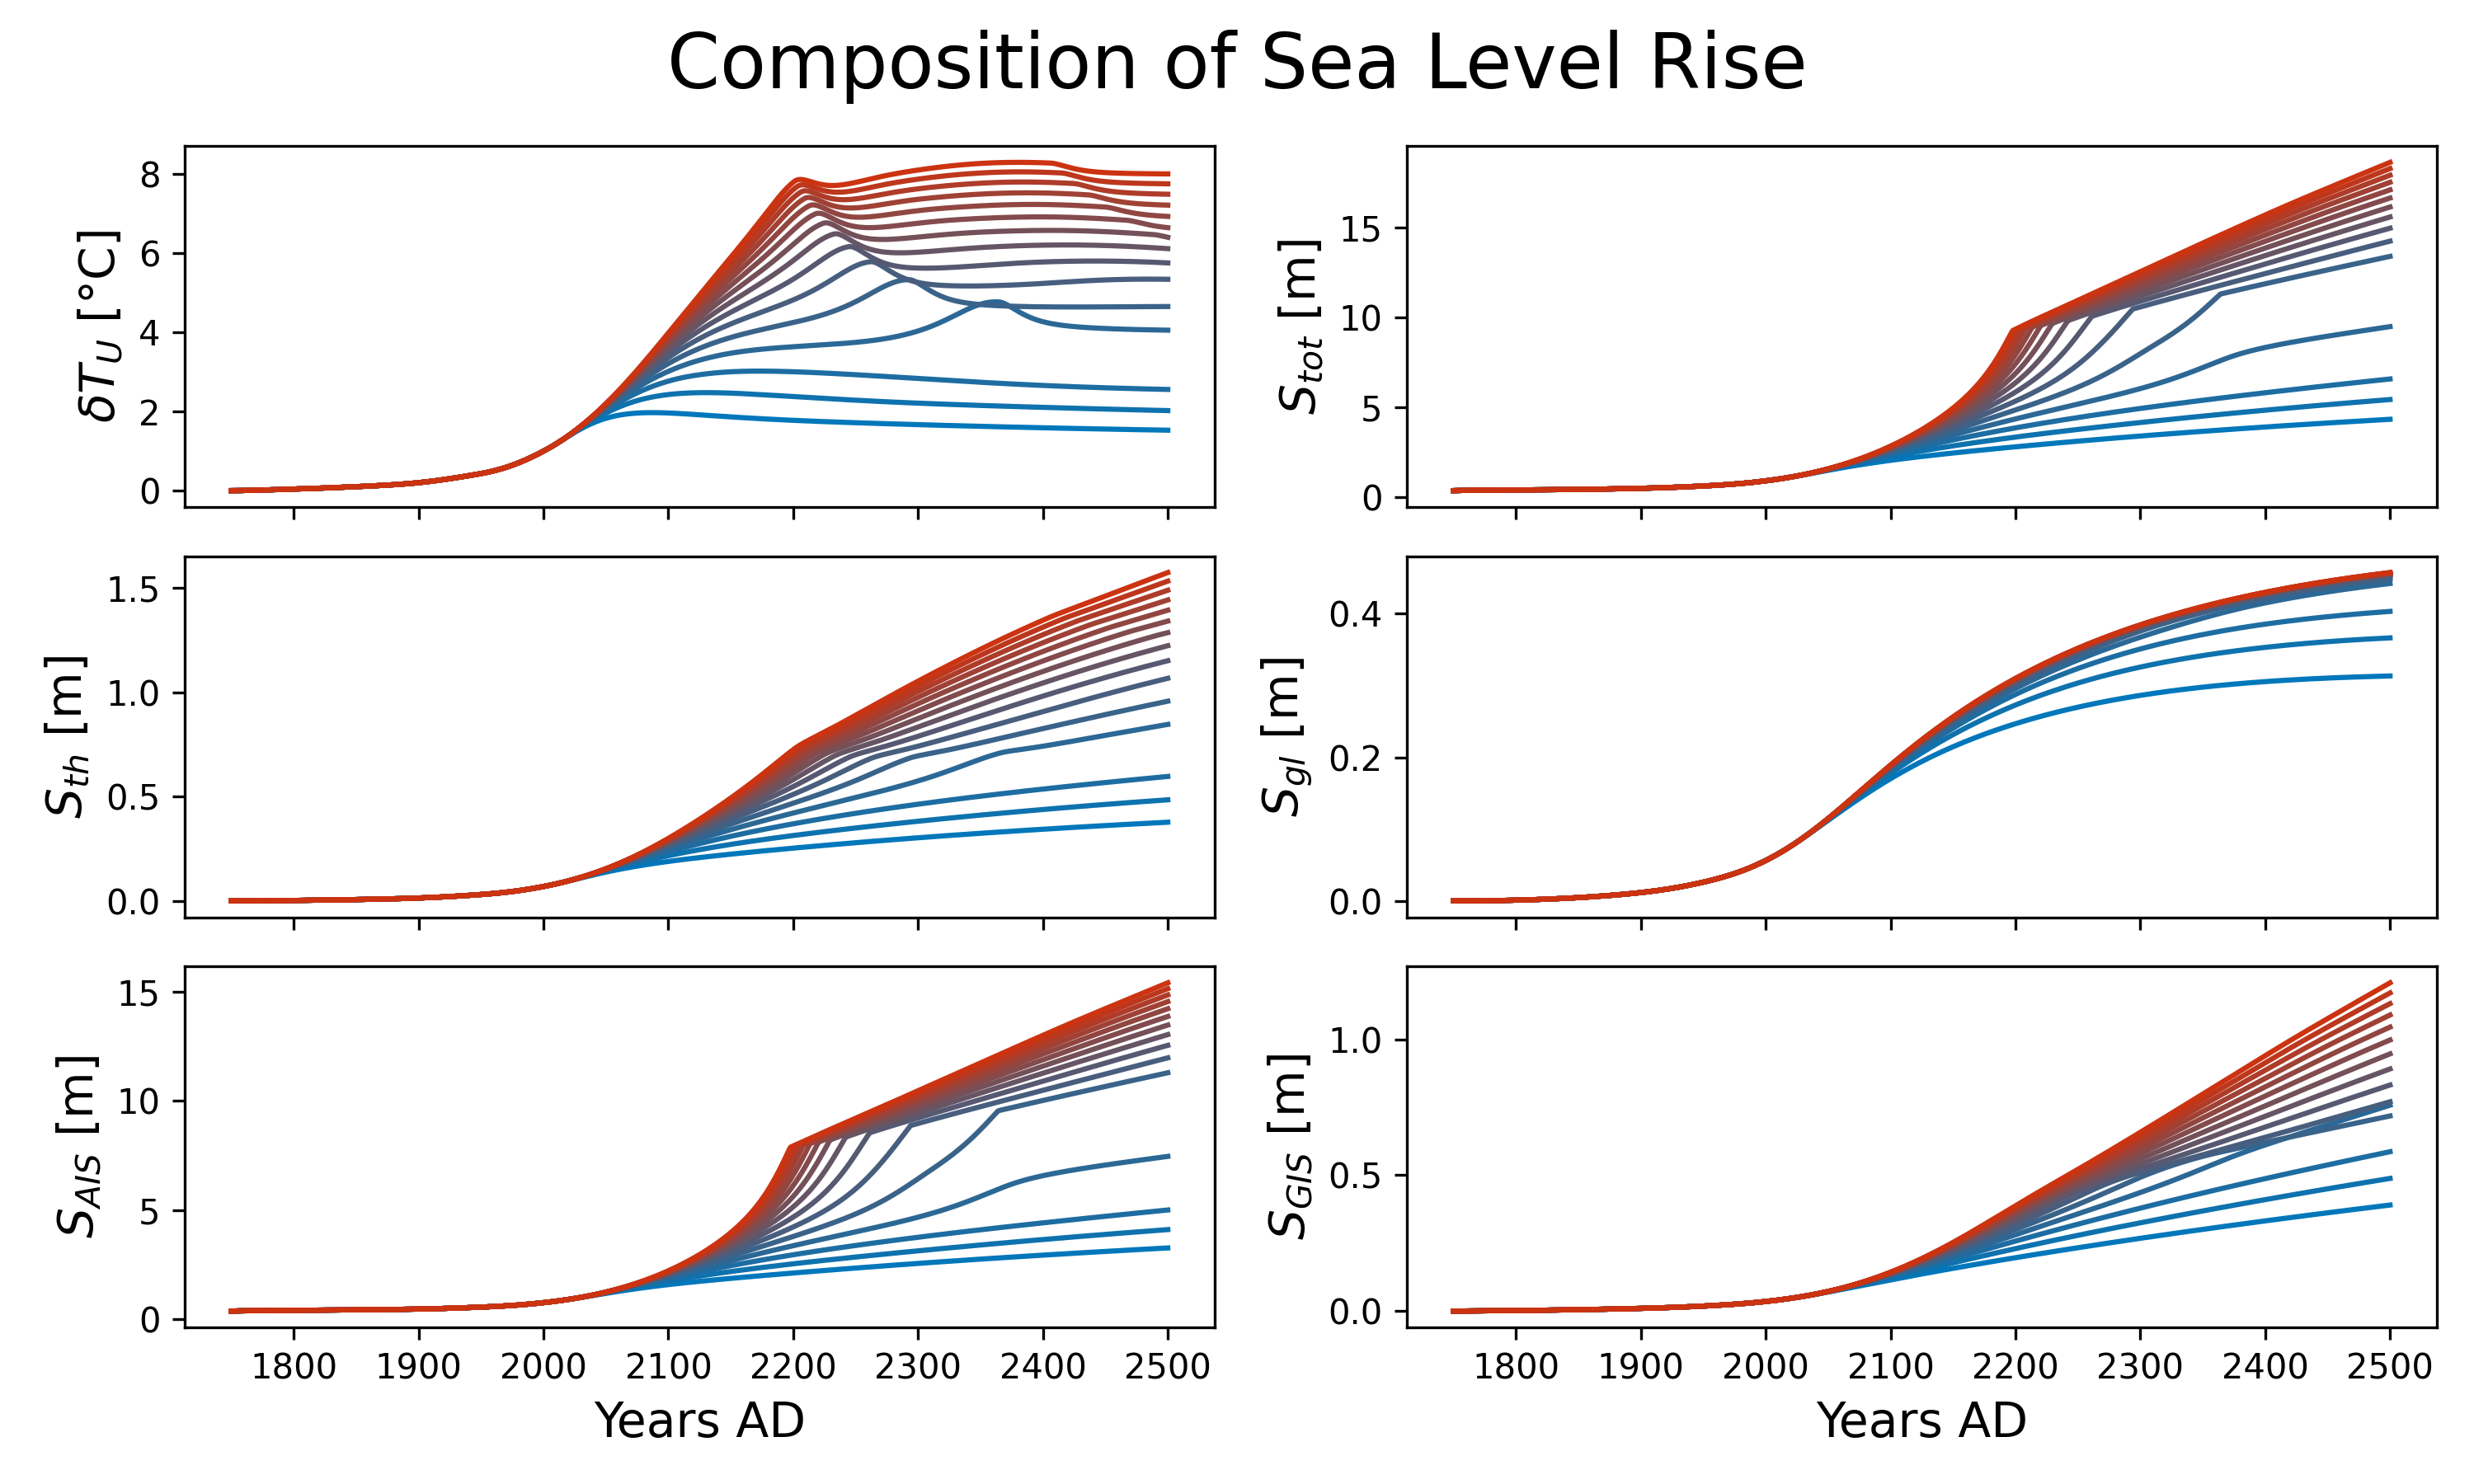 Composition of Sea Level Rise
δT_U [°C]
8
6
4
2
0
S_tot [m]
15
10
5
0
S_th [m]
1.5
1.0
0.5
0.0
S_gl [m]
0.4
0.2
0.0
S_AIS [m]
15
10
5
0
1800 1900 2000 2100 2200 2300 2400 2500
Years AD
S_GIS [m]
1.0
0.5
0.0
1800 1900 2000 2100 2200 2300 2400 2500
Years AD